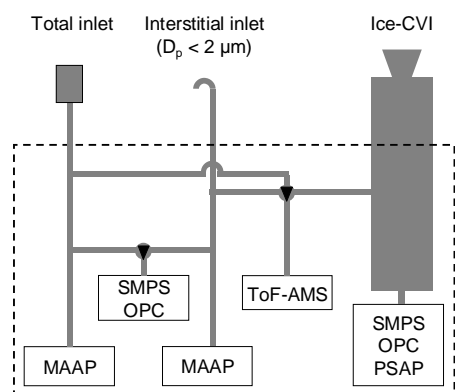 Total inlet
Interstitial inlet
(Dp < 2 µm)
Ice-CVI
SMPS
OPC
ToF-AMS
SMPS
OPC
PSAP
MAAP
MAAP